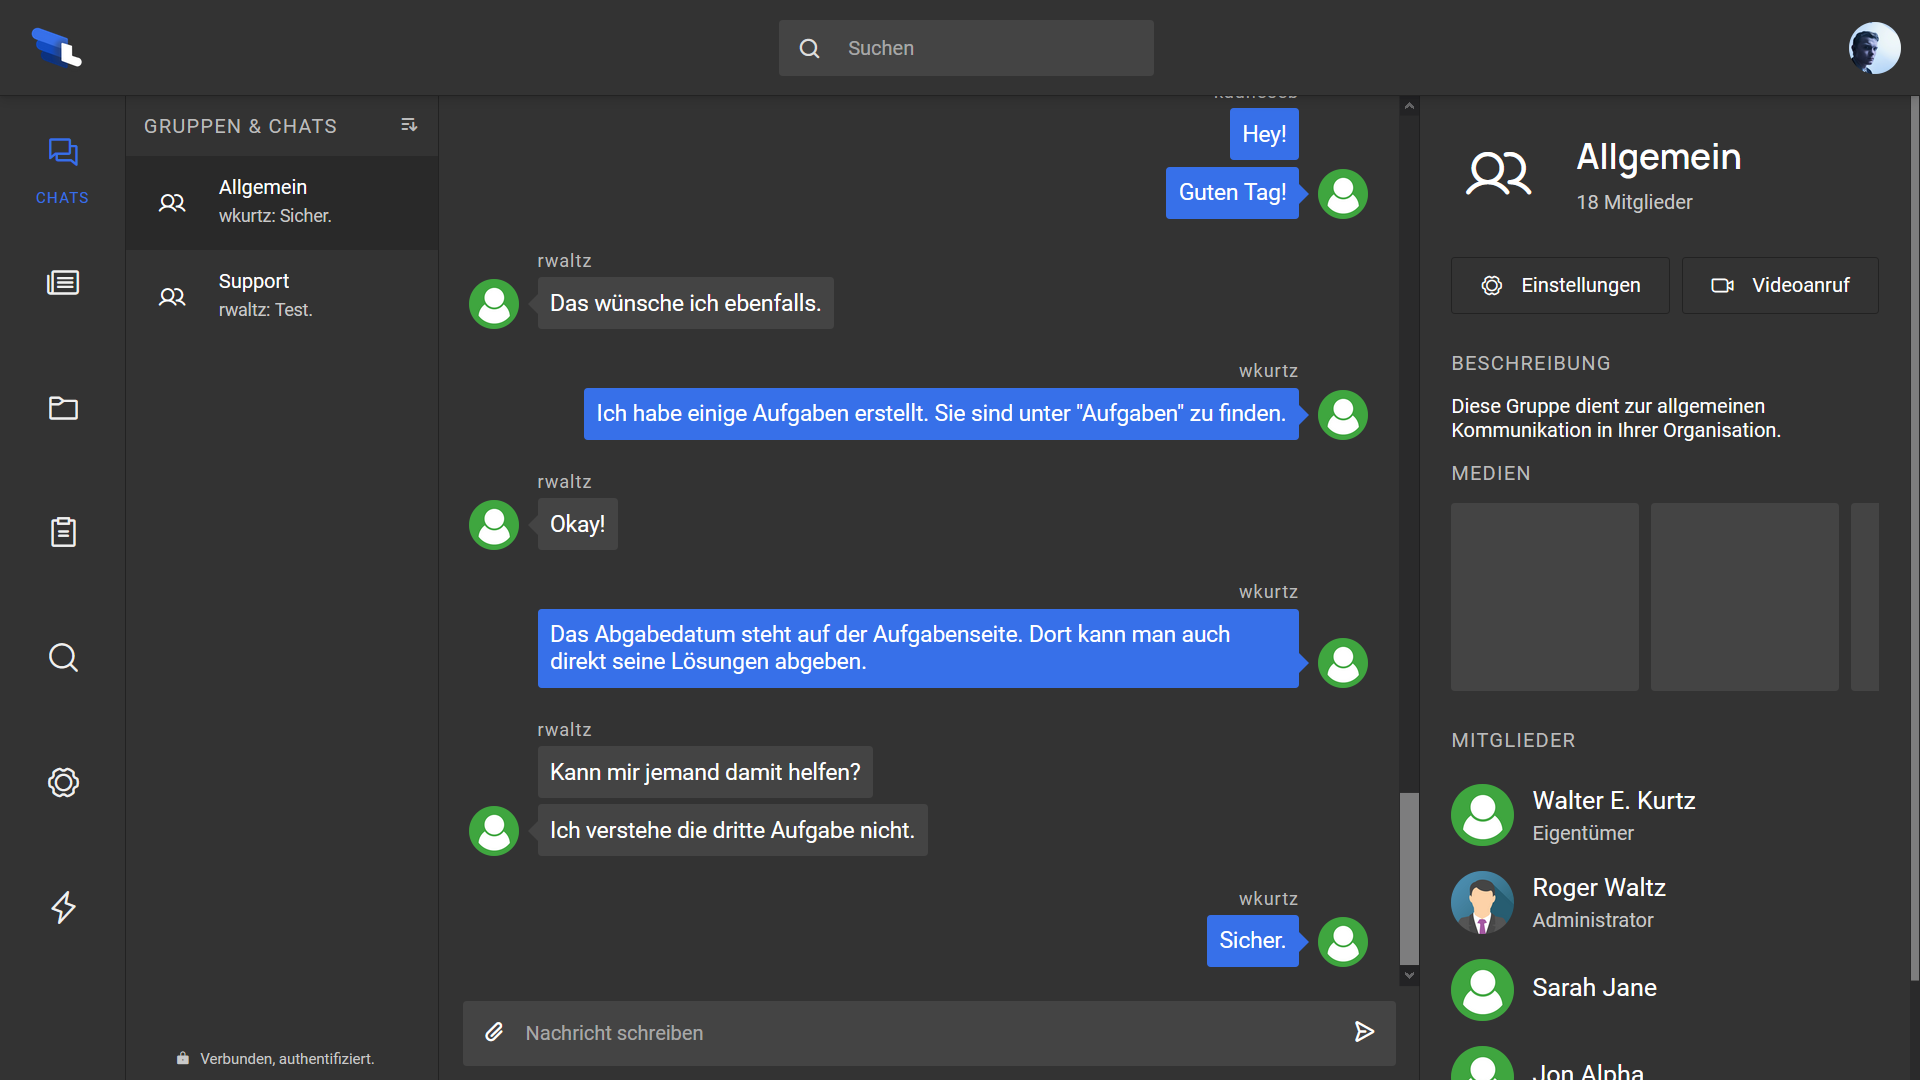 Suchen
CHATS
GRUPPEN & CHATS
Allgemein
wkurtz: Sicher.
Support
rwaltz: Test.
Verbunden, authentifiziert.
Hey!
Guten Tag!
rwaltz
Das wünsche ich ebenfalls.
wkurtz
Ich habe einige Aufgaben erstellt. Sie sind unter "Aufgaben" zu finden.
rwaltz
Okay!
wkurtz
Das Abgabedatum steht auf der Aufgabenseite. Dort kann man auch
direkt seine Lösungen abgeben.
rwaltz
Kann mir jemand damit helfen?
Ich verstehe die dritte Aufgabe nicht.
wkurtz
Sicher.
Nachricht schreiben
Allgemein
18 Mitglieder
Einstellungen
Videoanruf
BESCHREIBUNG
Diese Gruppe dient zur allgemeinen
Kommunikation in Ihrer Organisation.
MEDIEN
MITGLIEDER
Walter E. Kurtz
Eigentümer
Roger Waltz
Administrator
Sarah Jane
Jon Alpha